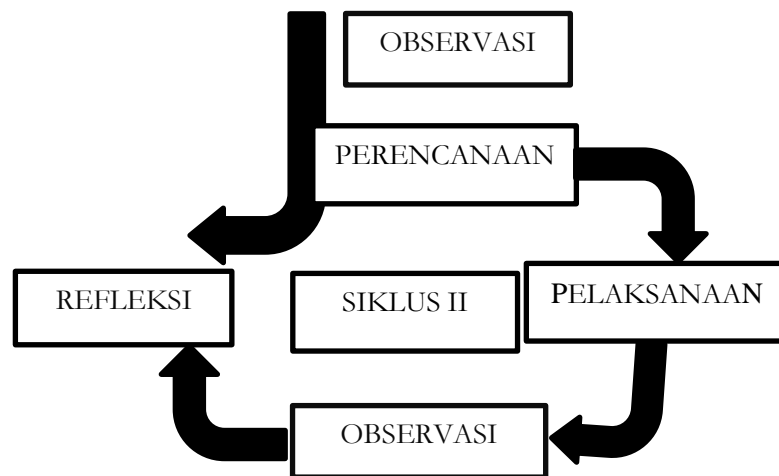 OBSERVASI
PERENCANAAN
REFLEKSI
SIKLUS II
PELAKSANAAN
OBSERVASI